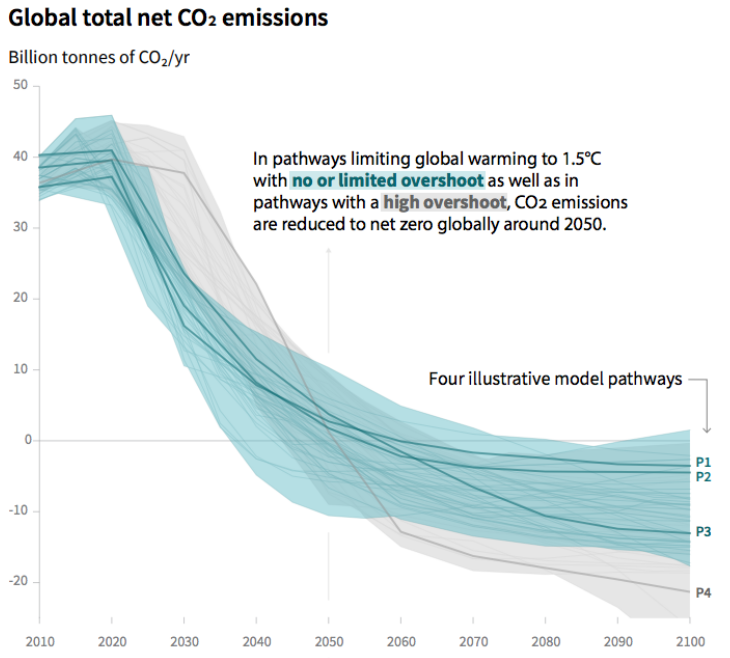 Global total net CO₂ emissions
Billion tonnes of CO₂/yr
50
40
30
20
10
0
-10
-20
In pathways limiting global warming to 1.5°C
with no or limited overshoot as well as in
pathways with a high overshoot, CO2 emissions
are reduced to net zero globally around 2050.
Four illustrative model pathways
P1
P2
P3
P4
2010 2020 2030 2040 2050 2060 2070 2080 2090 2100